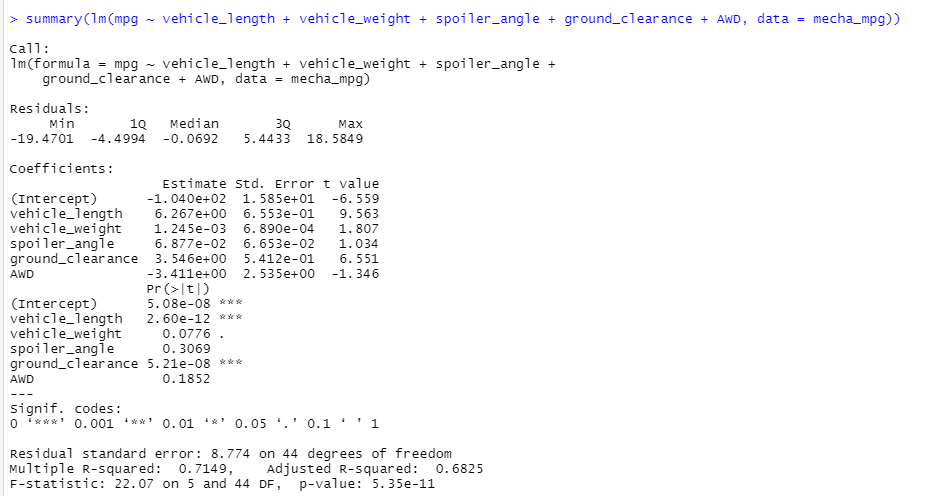 > summary(lm(mpg ~ vehicle_length + vehicle_weight + spoiler_angle + ground_clearance + AWD, data = mecha_mpg))
Call:
lm(formula = mpg ~ vehicle_length + vehicle_weight + spoiler_angle +
    ground_clearance + AWD, data = mecha_mpg)
Residuals:
     Min       1Q   Median       3Q      Max
-19.4701  -4.4994  -0.0692   5.4433  18.5849
Coefficients:
                   Estimate Std. Error t value
(Intercept)      -1.040e+02  1.585e+01  -6.559
vehicle_length    6.267e+00  6.553e-01   9.563
vehicle_weight    1.245e-03  6.890e-04   1.807
spoiler_angle     6.877e-02  6.653e-02   1.034
ground_clearance  3.546e+00  5.412e-01   6.551
AWD              -3.411e+00  2.535e+00  -1.346
                 Pr(>|t|)
(Intercept)      5.08e-08 ***
vehicle_length   2.60e-12 ***
vehicle_weight     0.0776 .
spoiler_angle      0.3069
ground_clearance 5.21e-08 ***
AWD                0.1852
---
Signif. codes:
0 ‘***’ 0.001 ‘**’ 0.01 ‘*’ 0.05 ‘.’ 0.1 ‘ ’ 1
Residual standard error: 8.774 on 44 degrees of freedom
Multiple R-squared:  0.7149,    Adjusted R-squared:  0.6825
F-statistic: 22.07 on 5 and 44 DF,  p-value: 5.35e-11